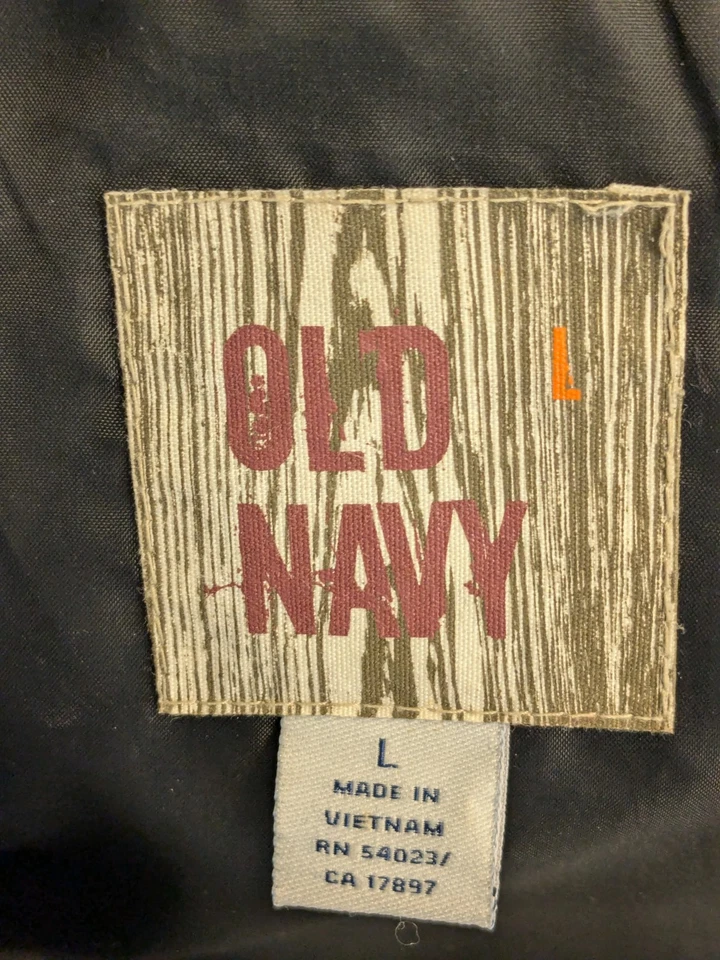 OLD L
NAVY
L
MADE IN
VIETNAM
RN 54023/
CA 17897